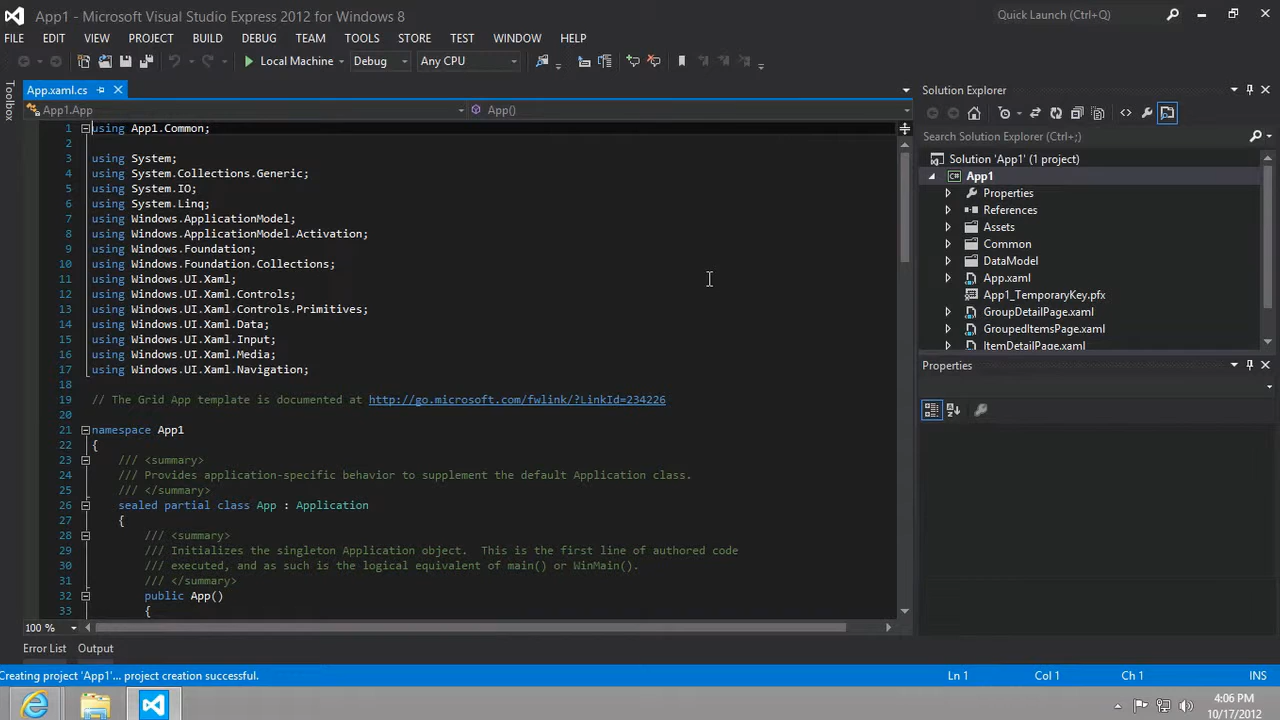 App1 - Microsoft Visual Studio Express 2012 for Windows 8
Quick Launch (Ctrl+Q)
FILE EDIT VIEW PROJECT BUILD DEBUG TEAM TOOLS STORE TEST WINDOW HELP
Local Machine Debug Any CPU
Toolbox
App.xaml.cs
App1.App App()
1 using App1.Common;
2
3 using System;
4 using System.Collections.Generic;
5 using System.IO;
6 using System.Linq;
7 using Windows.ApplicationModel;
8 using Windows.ApplicationModel.Activation;
9 using Windows.Foundation;
10 using Windows.Foundation.Collections;
11 using Windows.UI.Xaml;
12 using Windows.UI.Xaml.Controls;
13 using Windows.UI.Xaml.Controls.Primitives;
14 using Windows.UI.Xaml.Data;
15 using Windows.UI.Xaml.Input;
16 using Windows.UI.Xaml.Media;
17 using Windows.UI.Xaml.Navigation;
18
19 // The Grid App template is documented at http://go.microsoft.com/fwlink/?LinkId=234226
20
21 namespace App1
22 {
23 /// <summary>
24 /// Provides application-specific behavior to supplement the default Application class.
25 /// </summary>
26 sealed partial class App : Application
27 {
28 /// <summary>
29 /// Initializes the singleton Application object.  This is the first line of authored code
30 /// executed, and as such is the logical equivalent of main() or WinMain().
31 /// </summary>
32 public App()
33 {
100 %
Error List Output
Solution Explorer
Search Solution Explorer (Ctrl+;)
Solution 'App1' (1 project)
App1
Properties
References
Assets
Common
DataModel
App.xaml
App1_TemporaryKey.pfx
GroupDetailPage.xaml
GroupedItemsPage.xaml
ItemDetailPage.xaml
Properties
Creating project 'App1'... project creation successful.
Ln 1 Col 1 Ch 1 INS
4:06 PM
10/17/2012